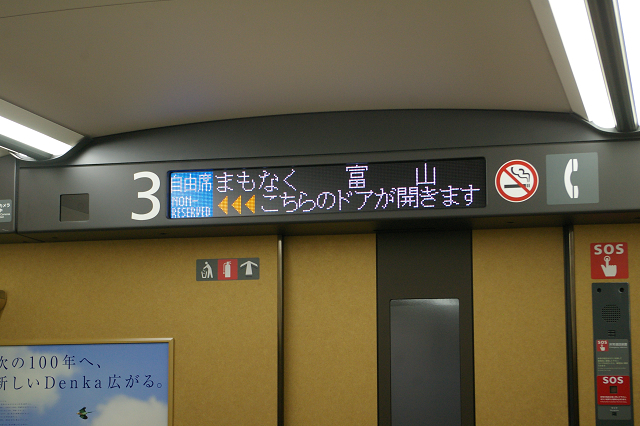 3
自由席
NON-
RESERVED
まもなく 富 山
こちらのドアが開きます
SOS
SOS
SOS
次の100年へ、
新しいDenka広がる。